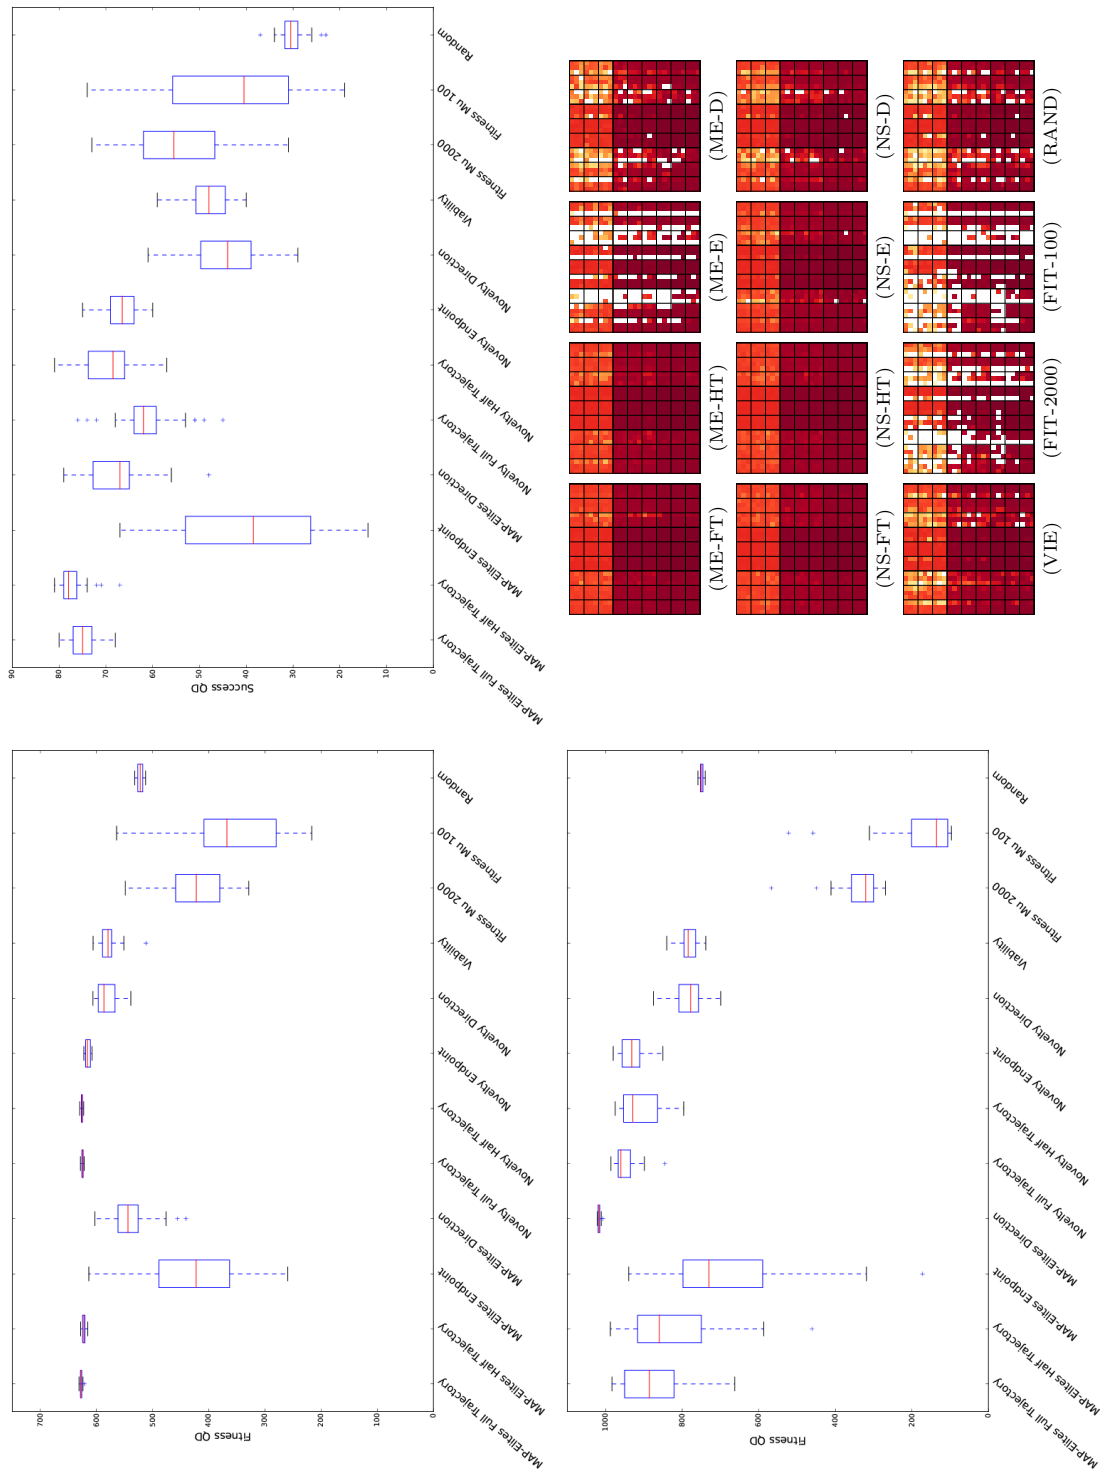 Fitness QD
700
600
500
400
300
200
100
0
MAP-Elites Full Trajectory
MAP-Elites Half Trajectory
MAP-Elites Endpoint
MAP-Elites Direction
Novelty Full Trajectory
Novelty Half Trajectory
Novelty Endpoint
Novelty Direction
Viability
Fitness Mu 2000
Fitness Mu 100
Random
Success QD
90
80
70
60
50
40
30
20
10
0
MAP-Elites Full Trajectory
MAP-Elites Half Trajectory
MAP-Elites Endpoint
MAP-Elites Direction
Novelty Full Trajectory
Novelty Half Trajectory
Novelty Endpoint
Novelty Direction
Viability
Fitness Mu 2000
Fitness Mu 100
Random
Fitness QD
1000
800
600
400
200
0
MAP-Elites Full Trajectory
MAP-Elites Half Trajectory
MAP-Elites Endpoint
MAP-Elites Direction
Novelty Full Trajectory
Novelty Half Trajectory
Novelty Endpoint
Novelty Direction
Viability
Fitness Mu 2000
Fitness Mu 100
Random
(ME-FT) (ME-HT) (ME-E) (ME-D)
(NS-FT) (NS-HT) (NS-E) (NS-D)
(VIE) (FIT-2000) (FIT-100) (RAND)